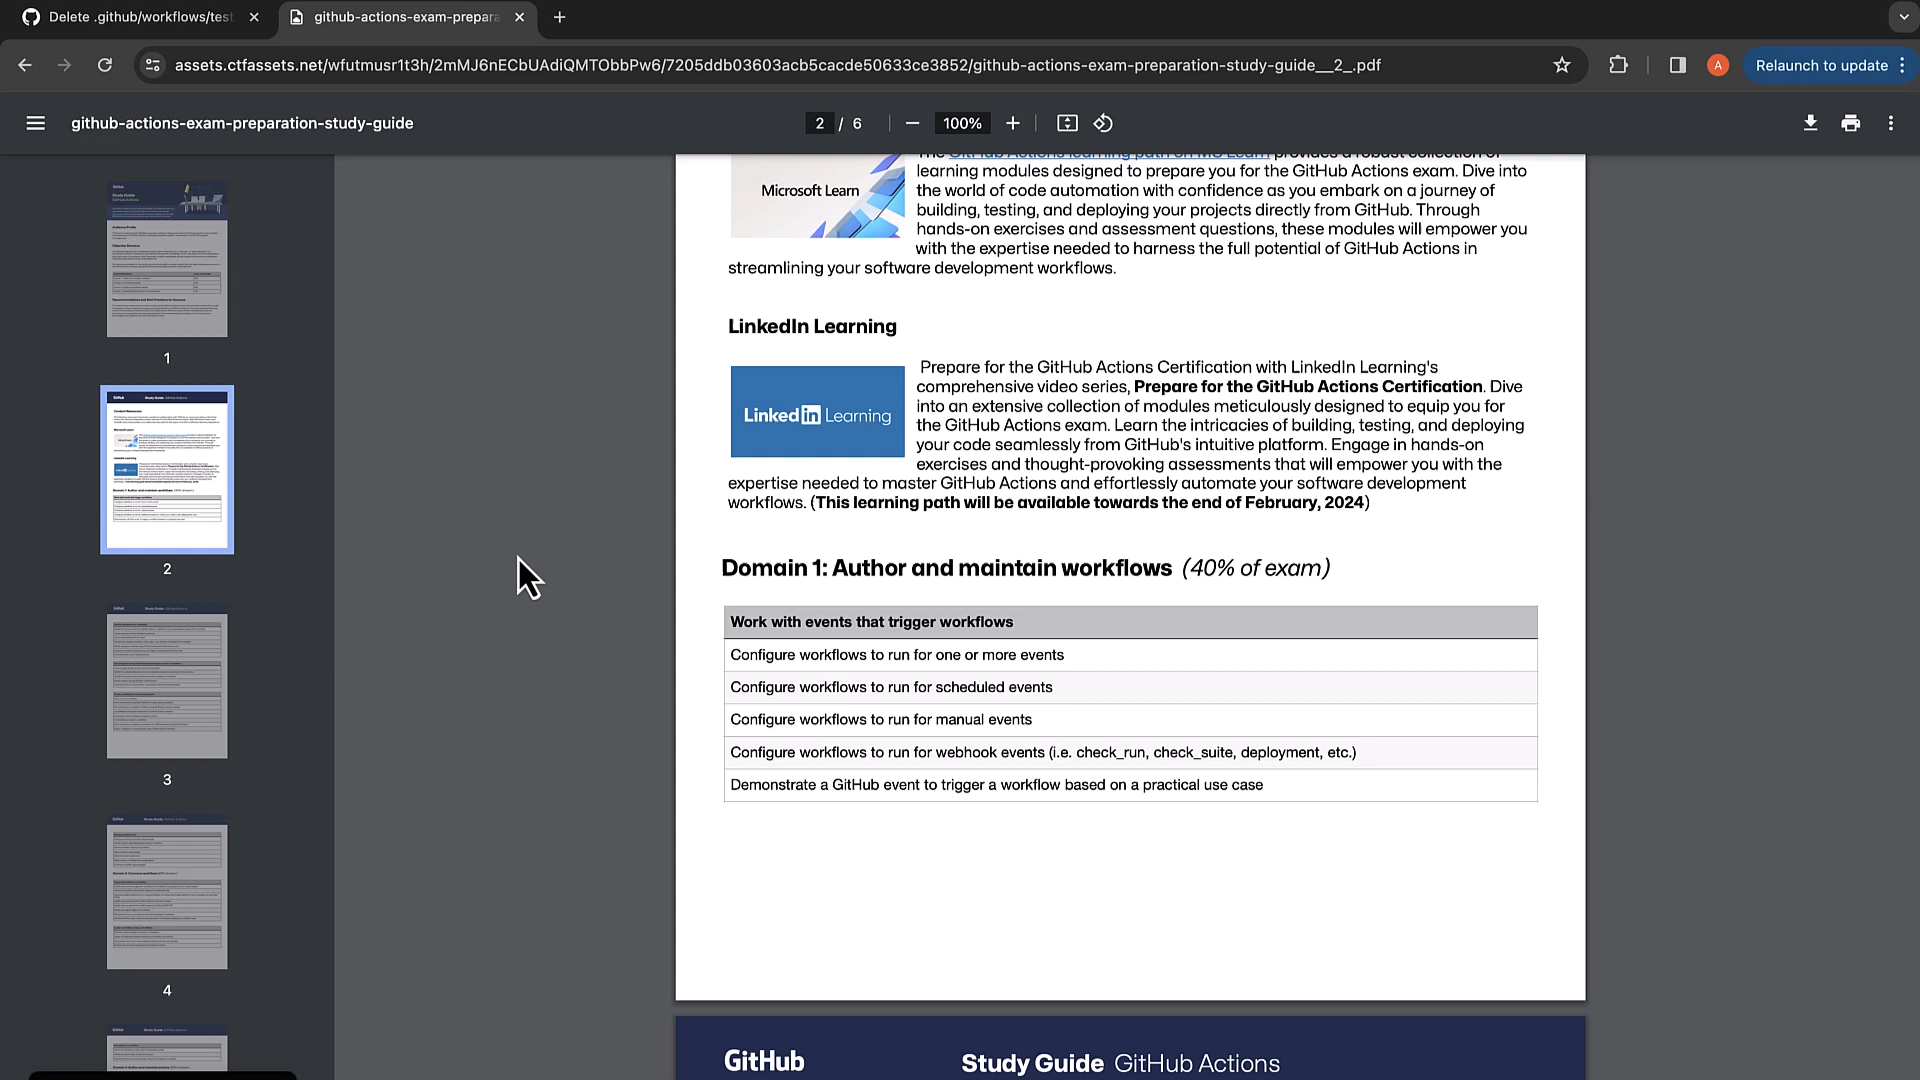 Delete .github/workflows/test
github-actions-exam-prepara
assets.ctfassets.net/wfutmusr1t3h/2mMJ6nECbUAdiQMTObbPw6/7205ddb03603acb5cacde50633ce3852/github-actions-exam-preparation-study-guide__2_.pdf
A
Relaunch to update
github-actions-exam-preparation-study-guide
2 / 6
100%
The GitHub Actions learning path on MS Learn provides a robust collection of
Microsoft Learn
learning modules designed to prepare you for the GitHub Actions exam. Dive into
the world of code automation with confidence as you embark on a journey of
building, testing, and deploying your projects directly from GitHub. Through
hands-on exercises and assessment questions, these modules will empower you
with the expertise needed to harness the full potential of GitHub Actions in
streamlining your software development workflows.
LinkedIn Learning
Linked in Learning
Prepare for the GitHub Actions Certification with LinkedIn Learning's
comprehensive video series, Prepare for the GitHub Actions Certification. Dive
into an extensive collection of modules meticulously designed to equip you for
the GitHub Actions exam. Learn the intricacies of building, testing, and deploying
your code seamlessly from GitHub's intuitive platform. Engage in hands-on
exercises and thought-provoking assessments that will empower you with the
expertise needed to master GitHub Actions and effortlessly automate your software development
workflows. (This learning path will be available towards the end of February, 2024)
Domain 1: Author and maintain workflows (40% of exam)
Work with events that trigger workflows
Configure workflows to run for one or more events
Configure workflows to run for scheduled events
Configure workflows to run for manual events
Configure workflows to run for webhook events (i.e. check_run, check_suite, deployment, etc.)
Demonstrate a GitHub event to trigger a workflow based on a practical use case
GitHub
Study Guide GitHub Actions
1
2
3
4